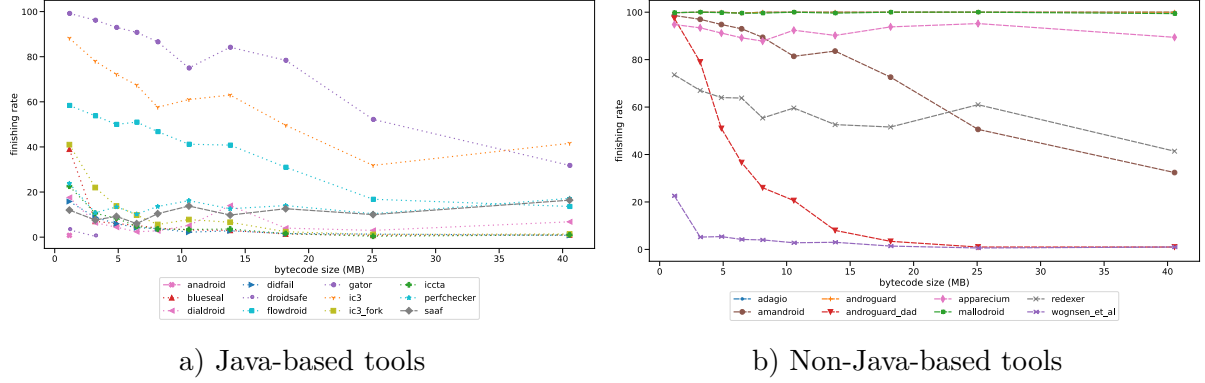 100
80
60
40
20
0
finishing rate
0 5 10 15 20 25 30 35 40
bytecode size (MB)
anadroid didfail gator iccta
blueseal droidsafe ic3 perfchecker
dialdroid flowdroid ic3_fork saaf
a) Java-based tools
100
80
60
40
20
0
finishing rate
0 5 10 15 20 25 30 35 40
bytecode size (MB)
adagio androguard apparecium redexer
amandroid androguard_dad mallodroid wognsen_et_al
b) Non-Java-based tools